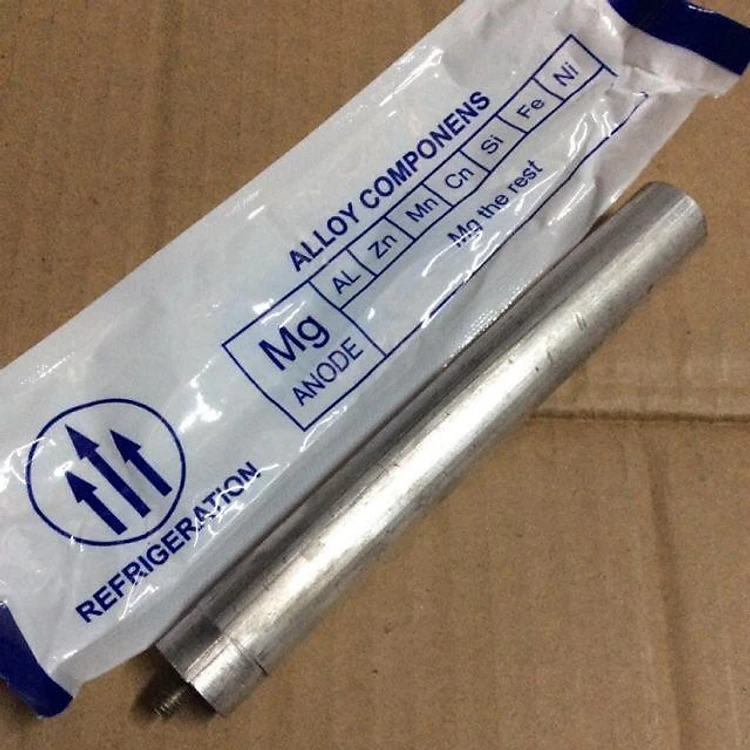 ALLOY COMPONENS
Mg
ANODE
AL Zn Mn Cn Si Fe Ni
Mg the rest
REFRIGERATION